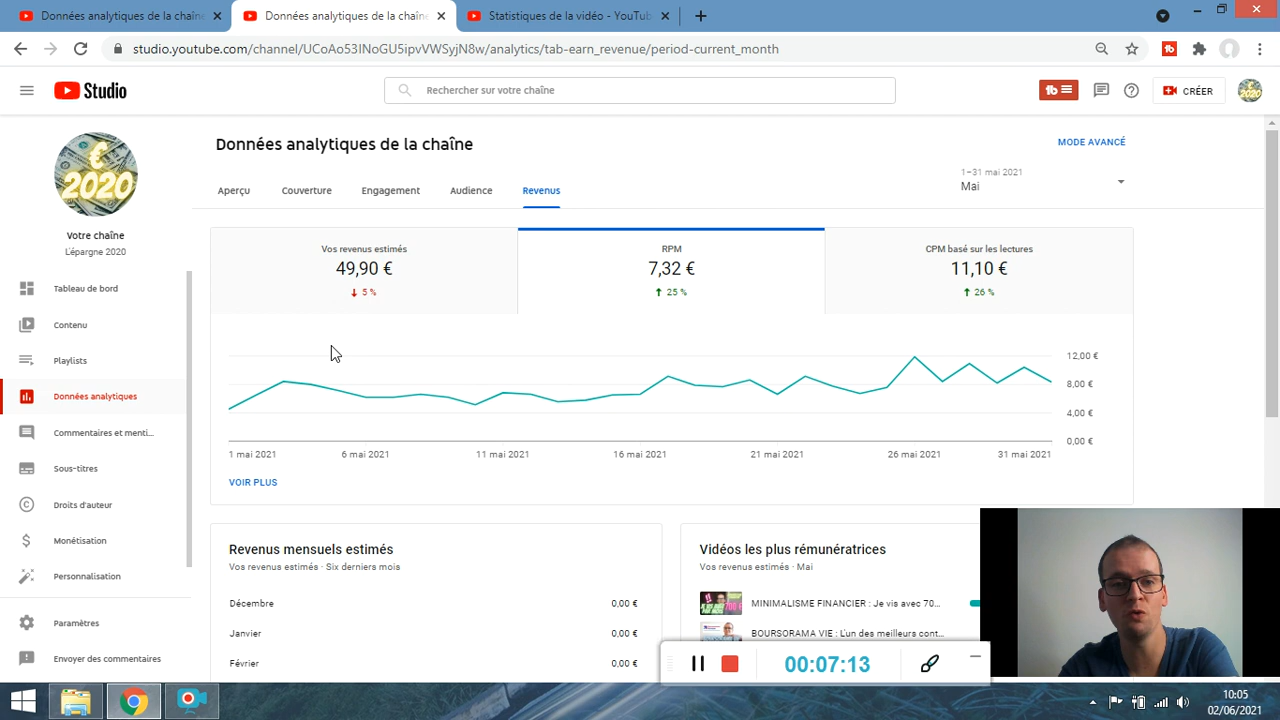 Données analytiques de la chaîne
Données analytiques de la chaîne
Statistiques de la vidéo - YouTube
studio.youtube.com/channel/UCoAo53INoGU5ipvVWSyjN8w/analytics/tab-earn_revenue/period-current_month
Studio
Rechercher sur votre chaîne
CRÉER
€
2020
Votre chaîne
L'épargne 2020
Tableau de bord
Contenu
Playlists
Données analytiques
Commentaires et menti...
Sous-titres
Droits d'auteur
Monétisation
Personnalisation
Paramètres
Envoyer des commentaires
Données analytiques de la chaîne
MODE AVANCÉ
Aperçu
Couverture
Engagement
Audience
Revenus
1–31 mai 2021
Mai
Vos revenus estimés
49,90 €
5 %
RPM
7,32 €
25 %
CPM basé sur les lectures
11,10 €
26 %
12,00 €
8,00 €
4,00 €
0,00 €
1 mai 2021
6 mai 2021
11 mai 2021
16 mai 2021
21 mai 2021
26 mai 2021
31 mai 2021
VOIR PLUS
Revenus mensuels estimés
Vos revenus estimés · Six derniers mois
Décembre 0,00 €
Janvier 0,00 €
Février 0,00 €
Vidéos les plus rémunératrices
Vos revenus estimés · Mai
MINIMALISME FINANCIER : Je vis avec 70...
BOURSORAMA VIE : L'un des meilleurs cont...
00:07:13
10:05
02/06/2021